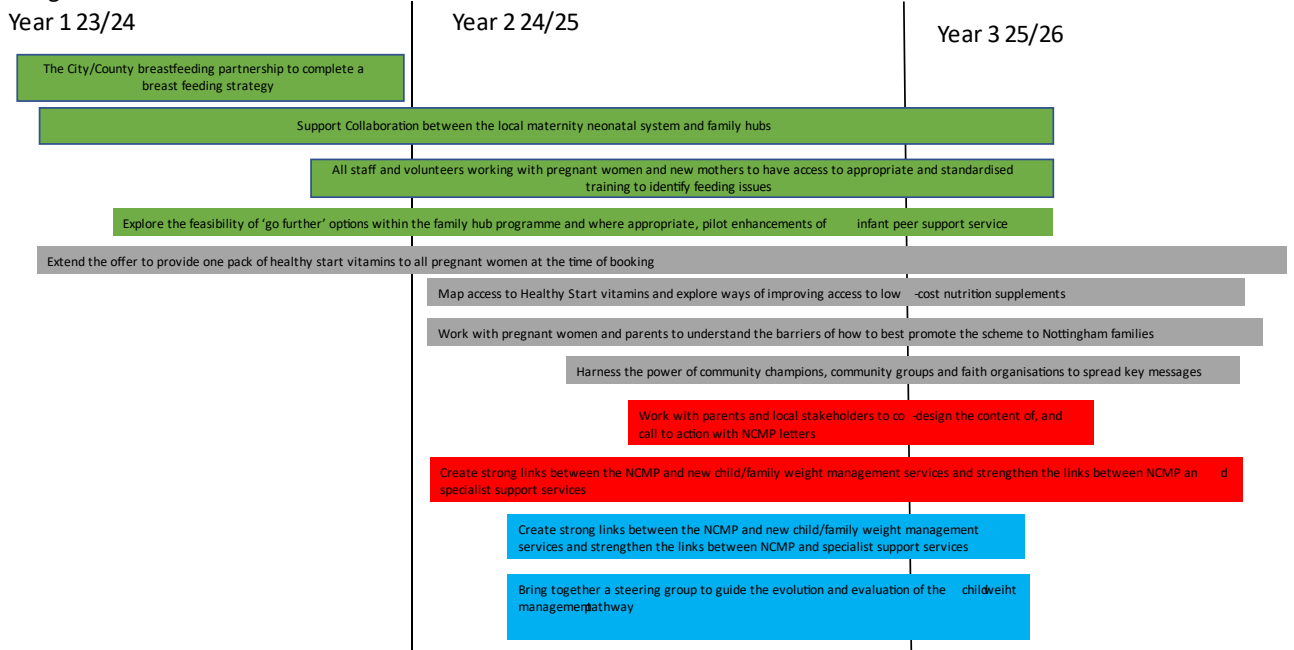 Year 1 23/24
Year 2 24/25
Year 3 25/26
The City/County breastfeeding partnership to complete a
breast feeding strategy
Support Collaboration between the local maternity neonatal system and family hubs
All staff and volunteers working with pregnant women and new mothers to have access to appropriate and standardised
training to identify feeding issues
Explore the feasibility of 'go further' options within the family hub programme and where appropriate, pilot enhancements of infant peer support service
Extend the offer to provide one pack of healthy start vitamins to all pregnant women at the time of booking
Map access to Healthy Start vitamins and explore ways of improving access to low -cost nutrition supplements
Work with pregnant women and parents to understand the barriers of how to best promote the scheme to Nottingham families
Harness the power of community champions, community groups and faith organisations to spread key messages
Work with parents and local stakeholders to co -design the content of, and
call to action with NCMP letters
Create strong links between the NCMP and new child/family weight management services and strengthen the links between NCMP an d
specialist support services
Create strong links between the NCMP and new child/family weight management
services and strengthen the links between NCMP and specialist support services
Bring together a steering group to guide the evolution and evaluation of the childweiht
management pathway